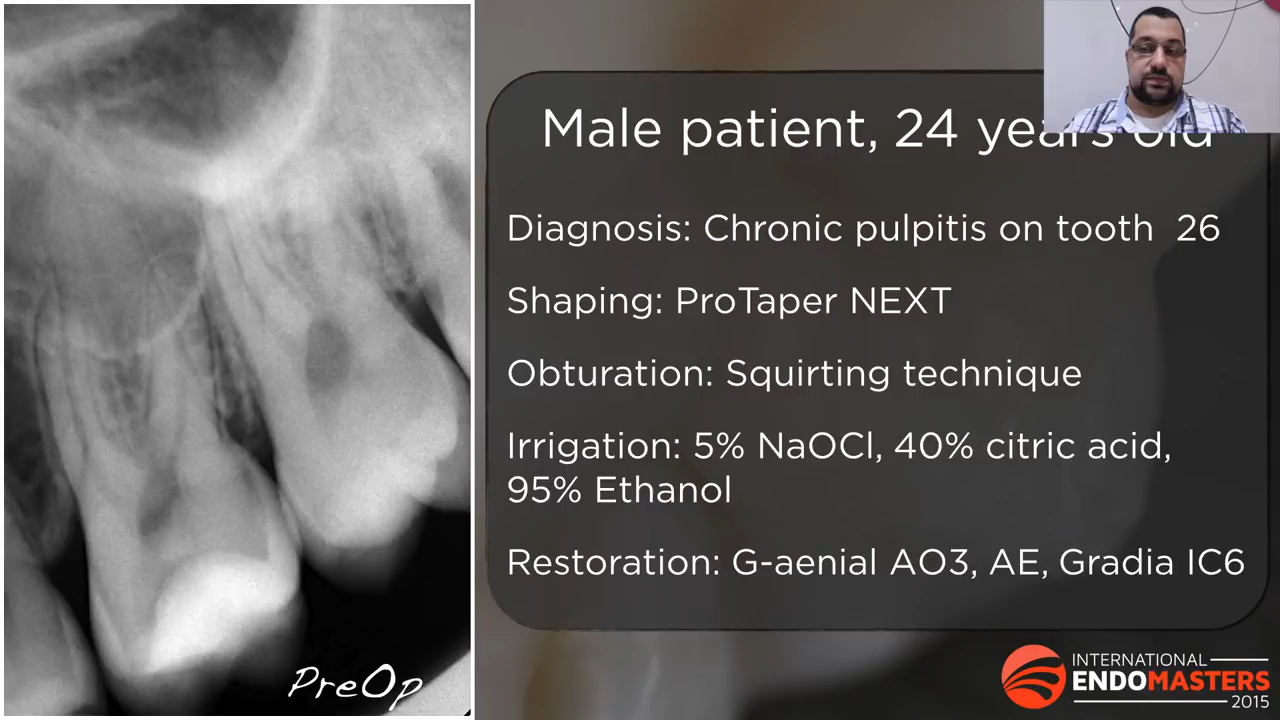 Male patient, 24 years old
Diagnosis: Chronic pulpitis on tooth 26
Shaping: ProTaper NEXT
Obturation: Squirting technique
Irrigation: 5% NaOCl, 40% citric acid,
95% Ethanol
Restoration: G-aenial AO3, AE, Gradia IC6
PreOp
INTERNATIONAL
ENDOMASTERS
2015